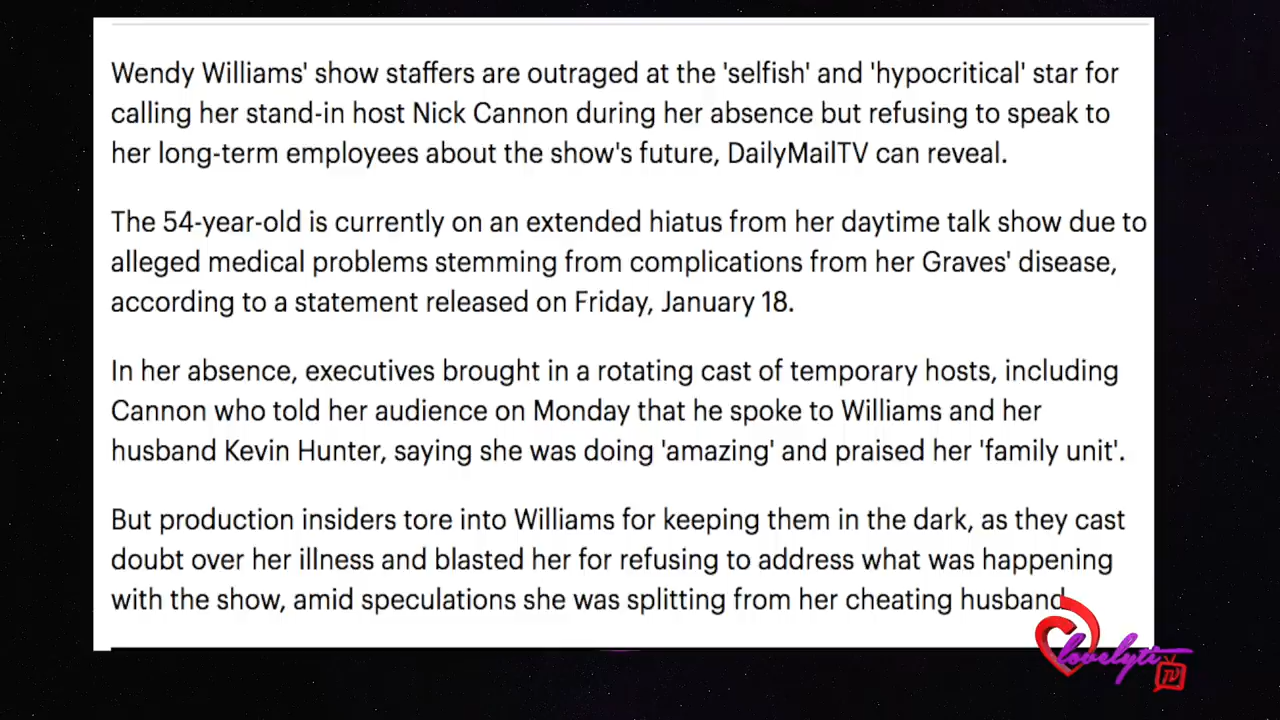 Wendy Williams' show staffers are outraged at the 'selfish' and 'hypocritical' star for
calling her stand-in host Nick Cannon during her absence but refusing to speak to
her long-term employees about the show's future, DailyMailTV can reveal.
The 54-year-old is currently on an extended hiatus from her daytime talk show due to
alleged medical problems stemming from complications from her Graves' disease,
according to a statement released on Friday, January 18.
In her absence, executives brought in a rotating cast of temporary hosts, including
Cannon who told her audience on Monday that he spoke to Williams and her
husband Kevin Hunter, saying she was doing 'amazing' and praised her 'family unit'.
But production insiders tore into Williams for keeping them in the dark, as they cast
doubt over her illness and blasted her for refusing to address what was happening
with the show, amid speculations she was splitting from her cheating husband
lovelyti
TV